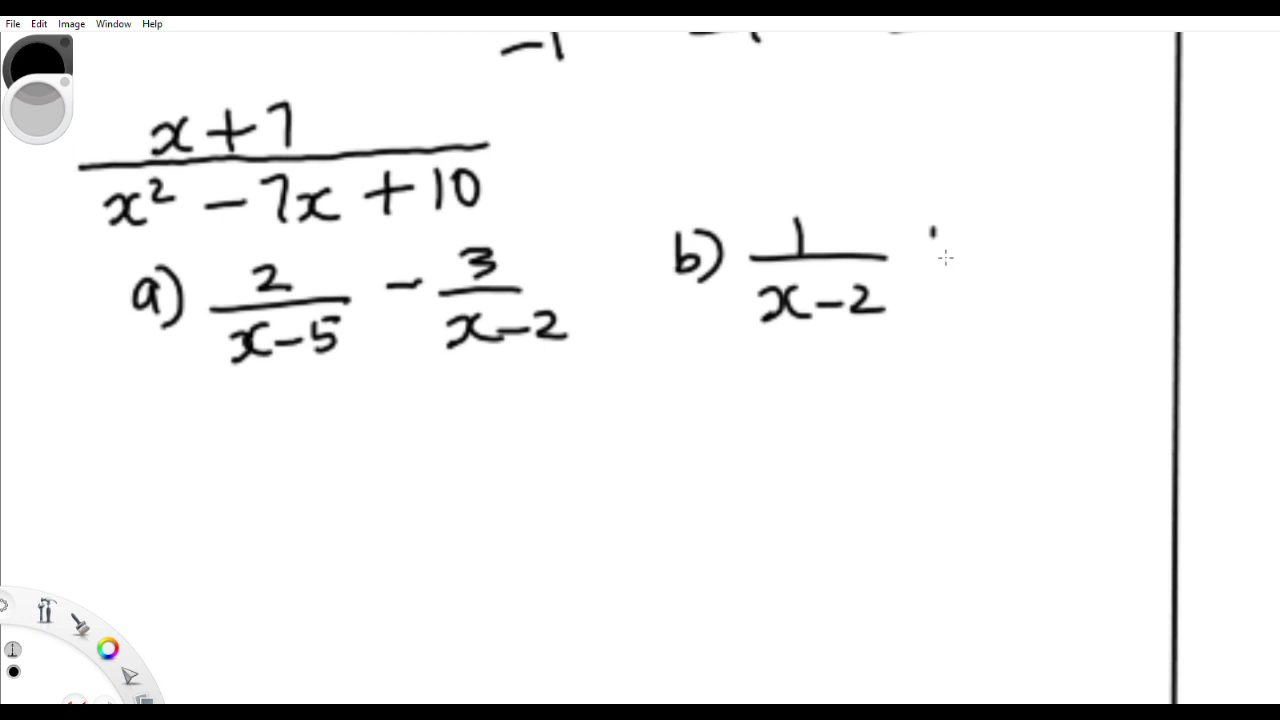 File Edit Image Window Help
x + 7
x² - 7x + 10
a) 2/(x-5) - 3/(x-2) b) 1/(x-2)